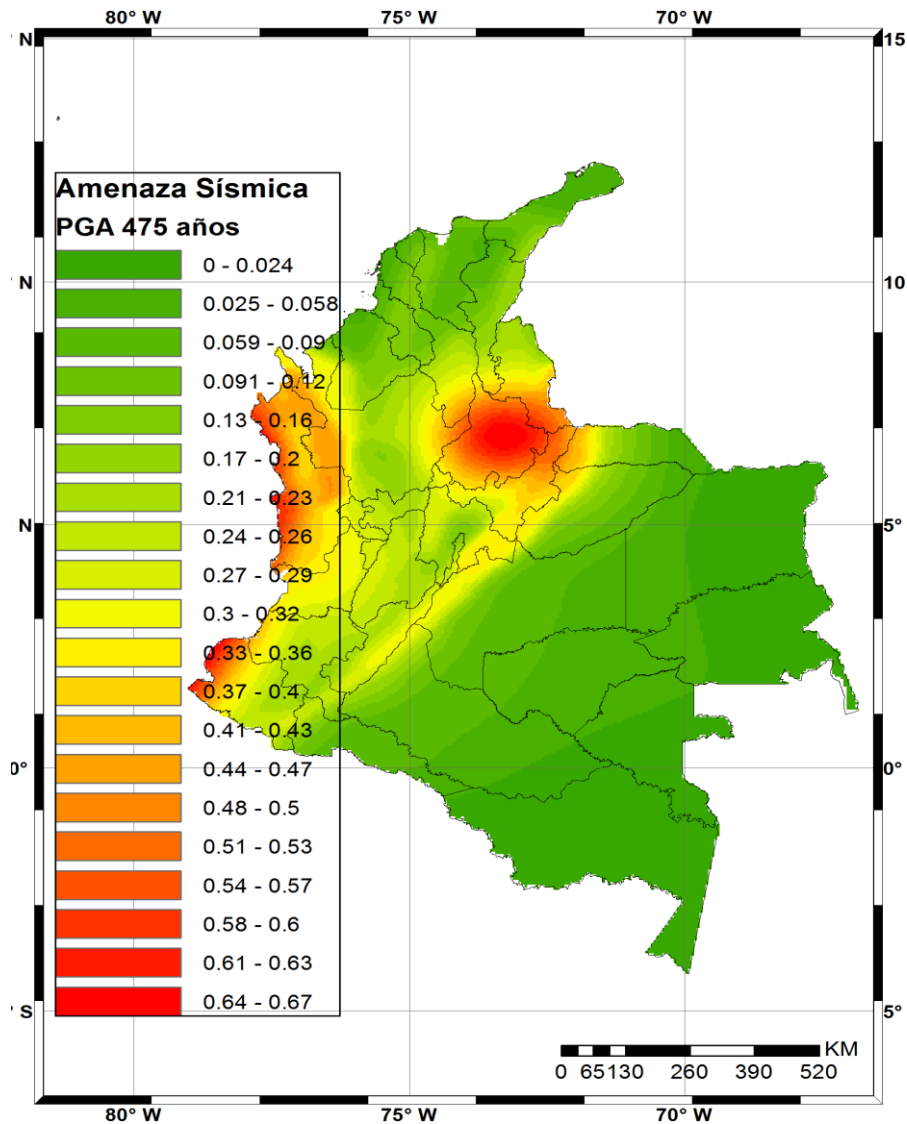 80° W 75° W 70° W
N 15
Amenaza Sísmica
PGA 475 años
0 - 0.024
N 10
0.025 - 0.058
0.059 - 0.09
0.091 - 0.12
0.13 - 0.16
0.17 - 0.2
0.21 - 0.23
N 5°
0.24 - 0.26
0.27 - 0.29
0.3 - 0.32
0.33 - 0.36
0.37 - 0.4
0.41 - 0.43
0° 0°
0.44 - 0.47
0.48 - 0.5
0.51 - 0.53
0.54 - 0.57
0.58 - 0.6
0.61 - 0.63
0.64 - 0.67
° S 5°
KM
0 65 130 260 390 520
80° W 75° W 70° W